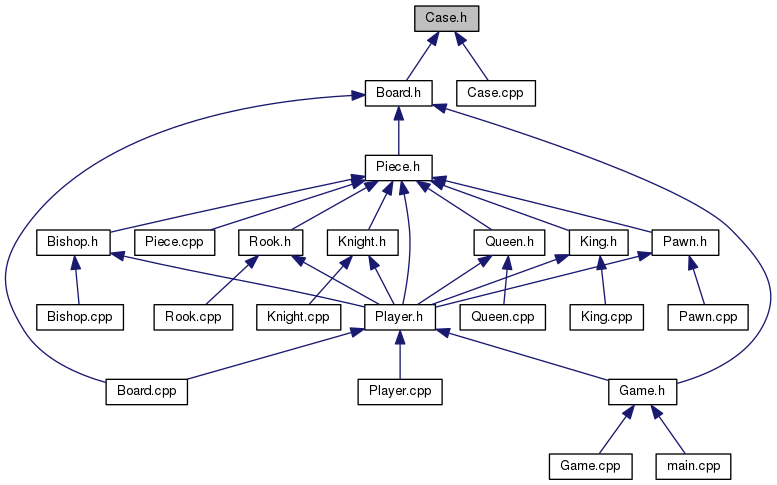 Case.h
Board.h
Case.cpp
Piece.h
Bishop.h
Piece.cpp
Rook.h
Knight.h
Queen.h
King.h
Pawn.h
Bishop.cpp
Rook.cpp
Knight.cpp
Player.h
Queen.cpp
King.cpp
Pawn.cpp
Board.cpp
Player.cpp
Game.h
Game.cpp
main.cpp